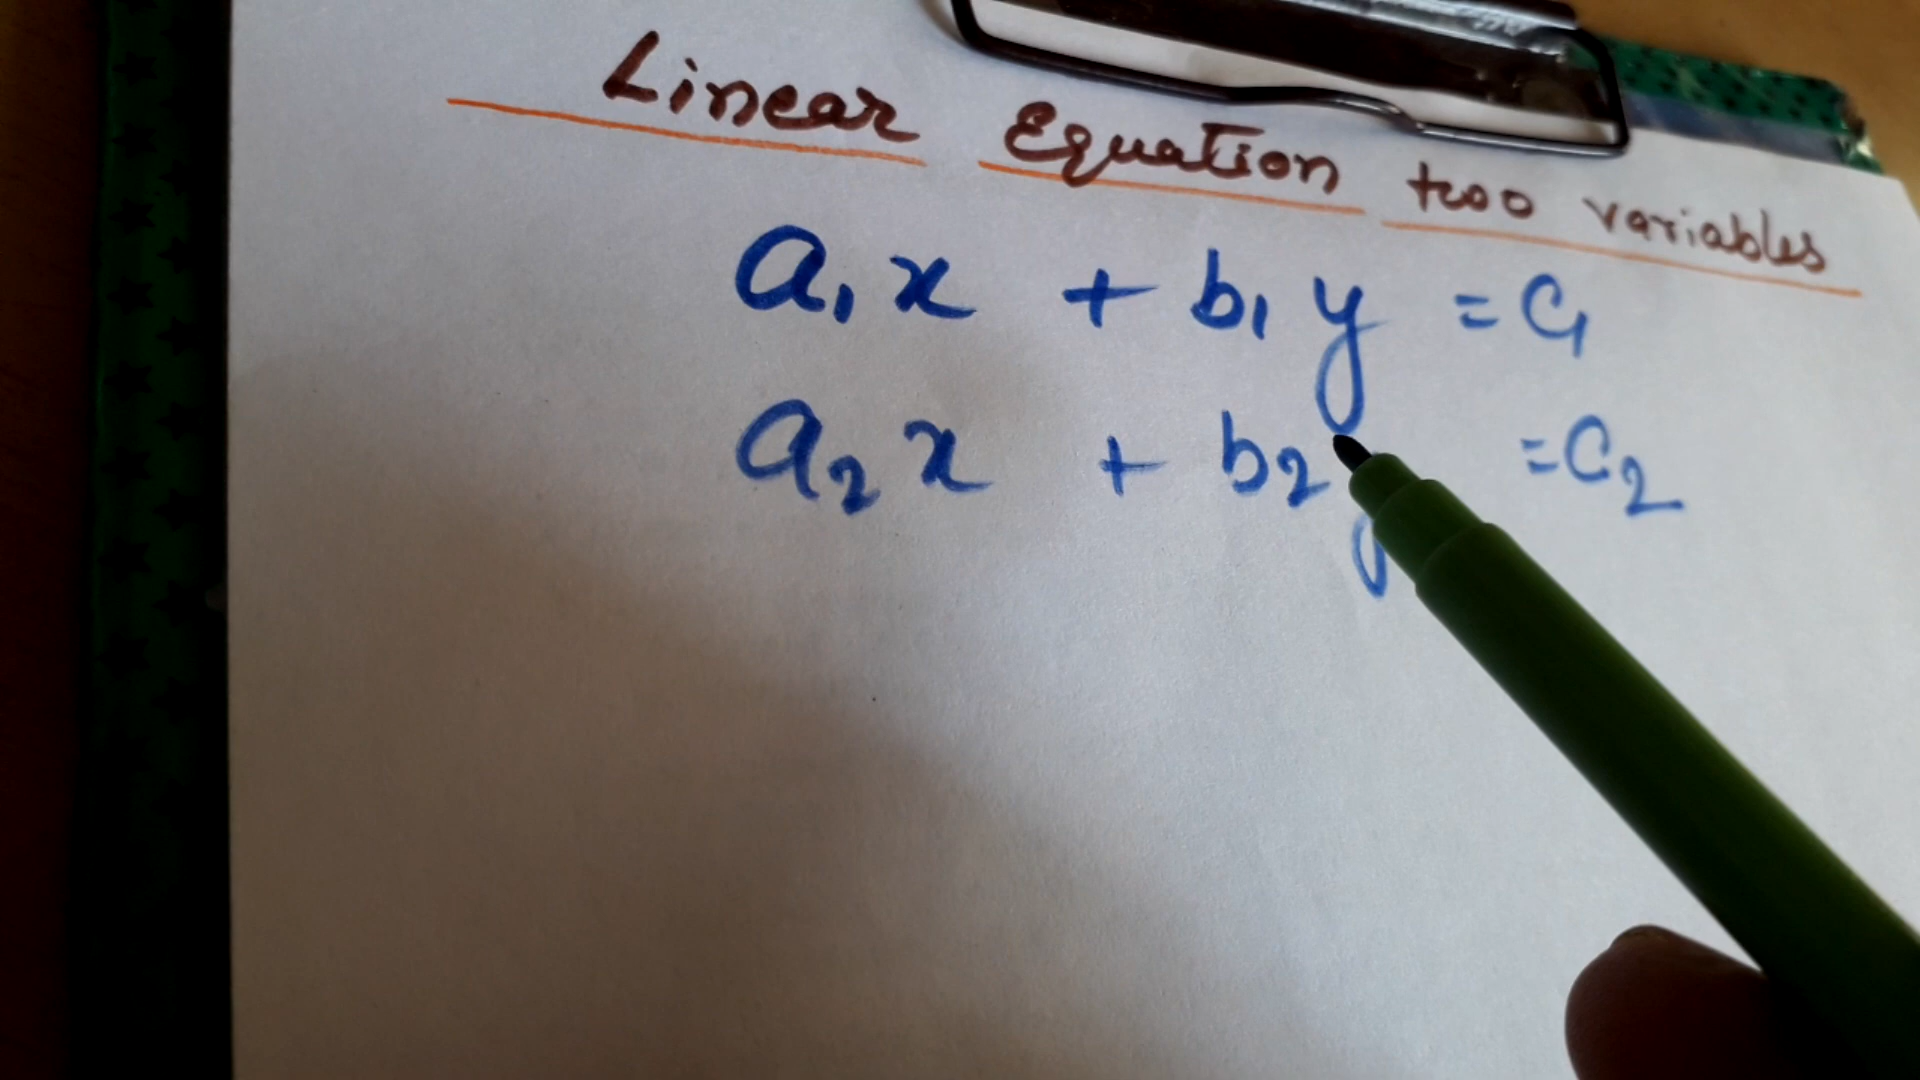 Linear Equation two variables
a₁x + b₁y = c₁
a₂x + b₂y = c₂